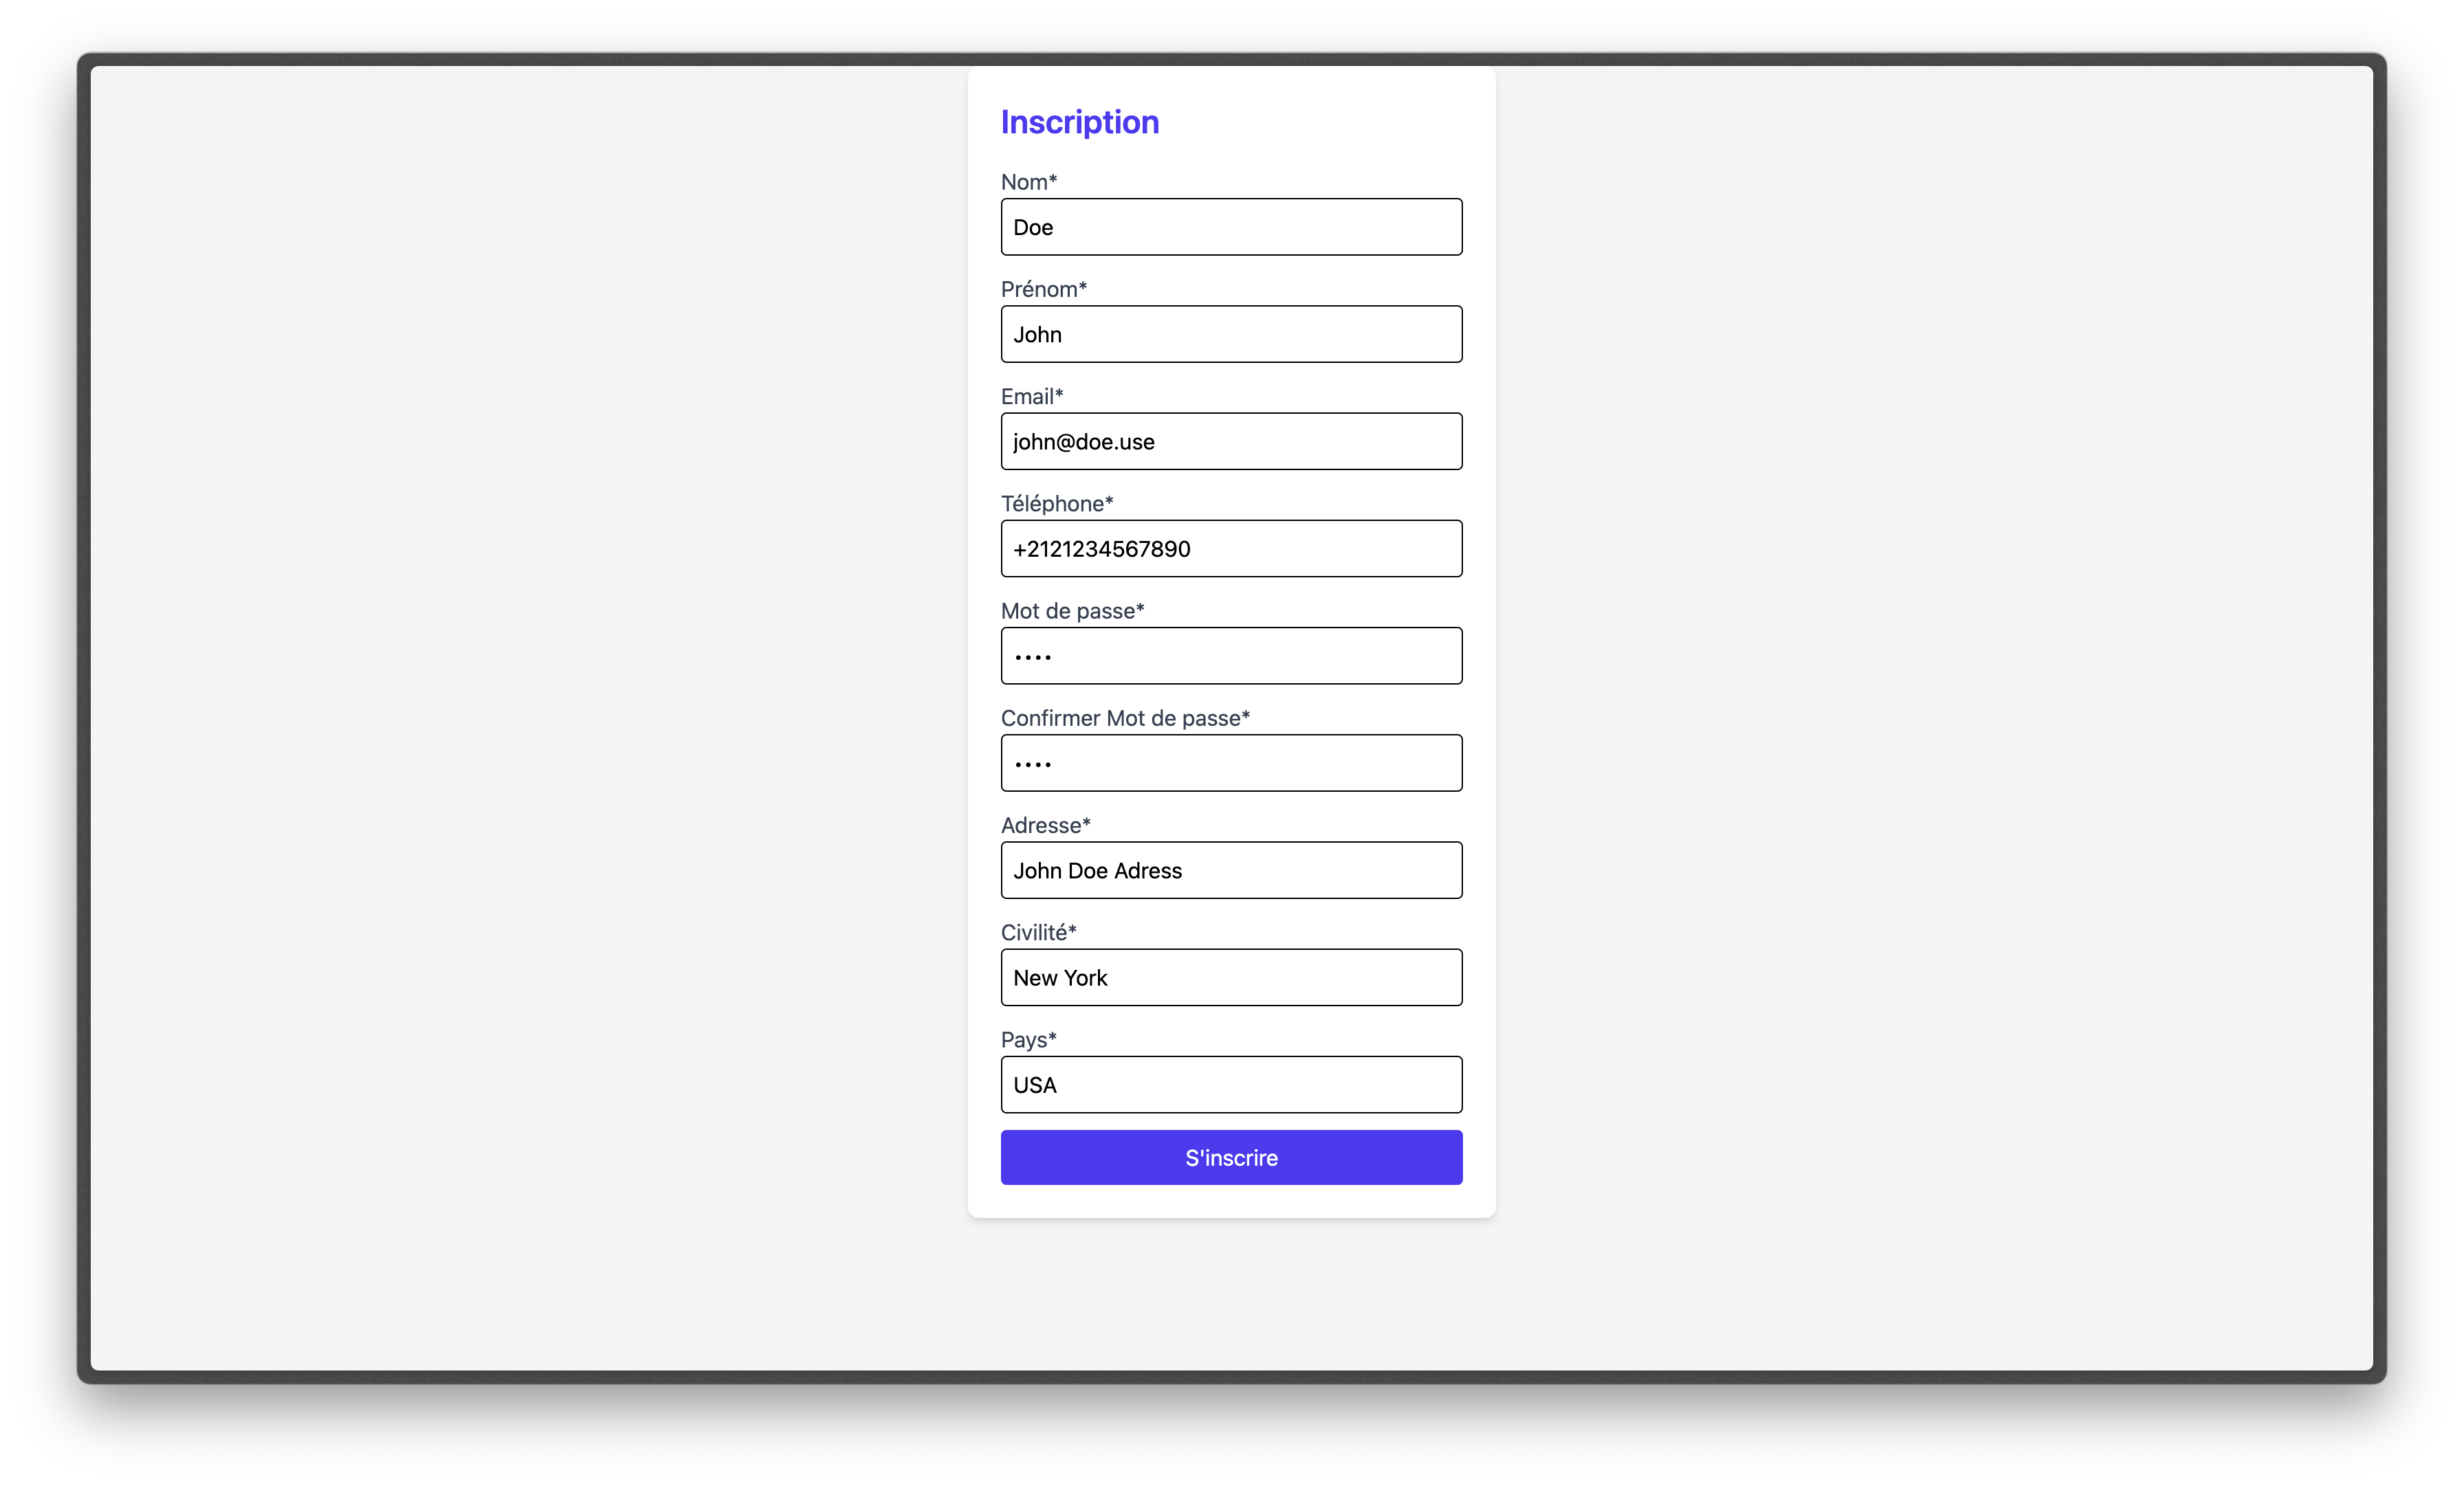 Inscription
Nom*
Doe
Prénom*
John
Email*
john@doe.use
Téléphone*
+2121234567890
Mot de passe*
••••
Confirmer Mot de passe*
••••
Adresse*
John Doe Adress
Civilité*
New York
Pays*
USA
S'inscrire